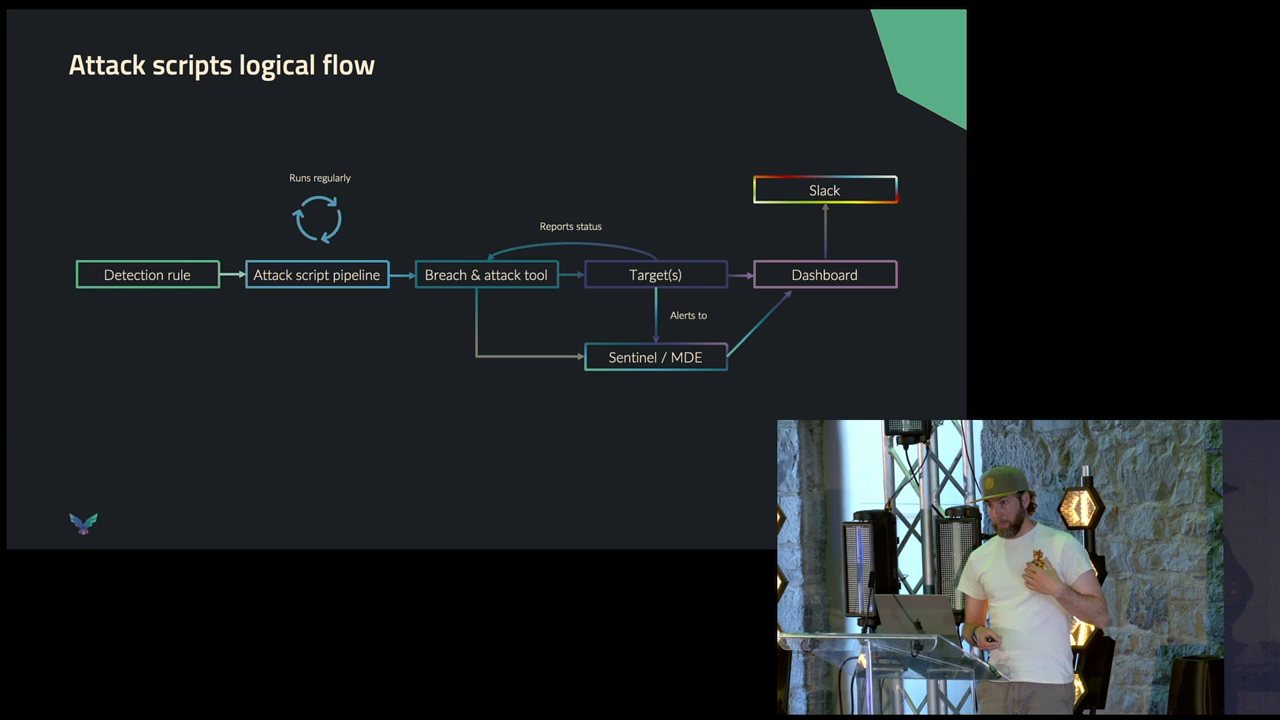 Attack scripts logical flow
Runs regularly
Slack
Reports status
Detection rule
Attack script pipeline
Breach & attack tool
Target(s)
Dashboard
Alerts to
Sentinel / MDE